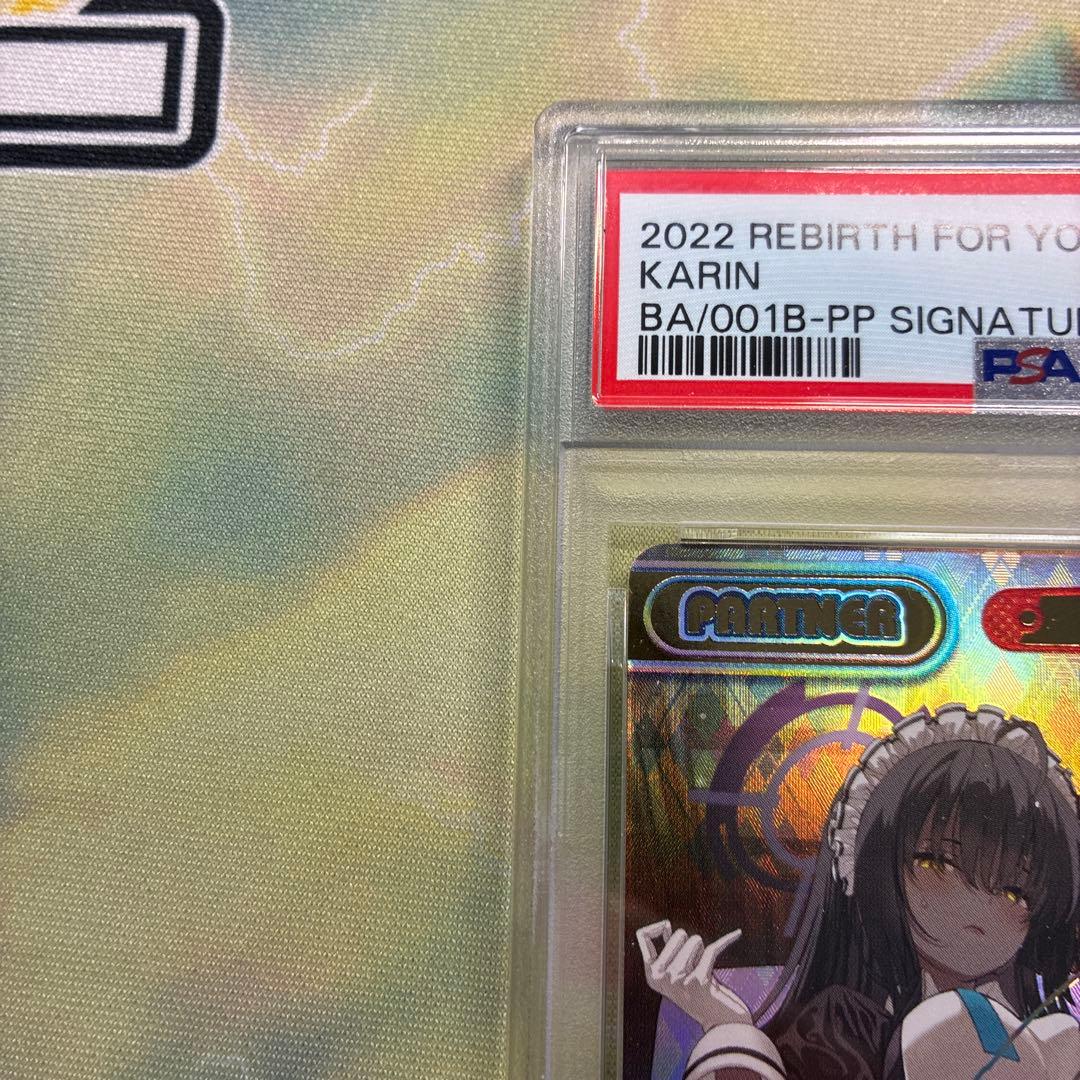 2022 REBIRTH FOR YO
KARIN
BA/001B-PP SIGNATU
PSA
PARTNER